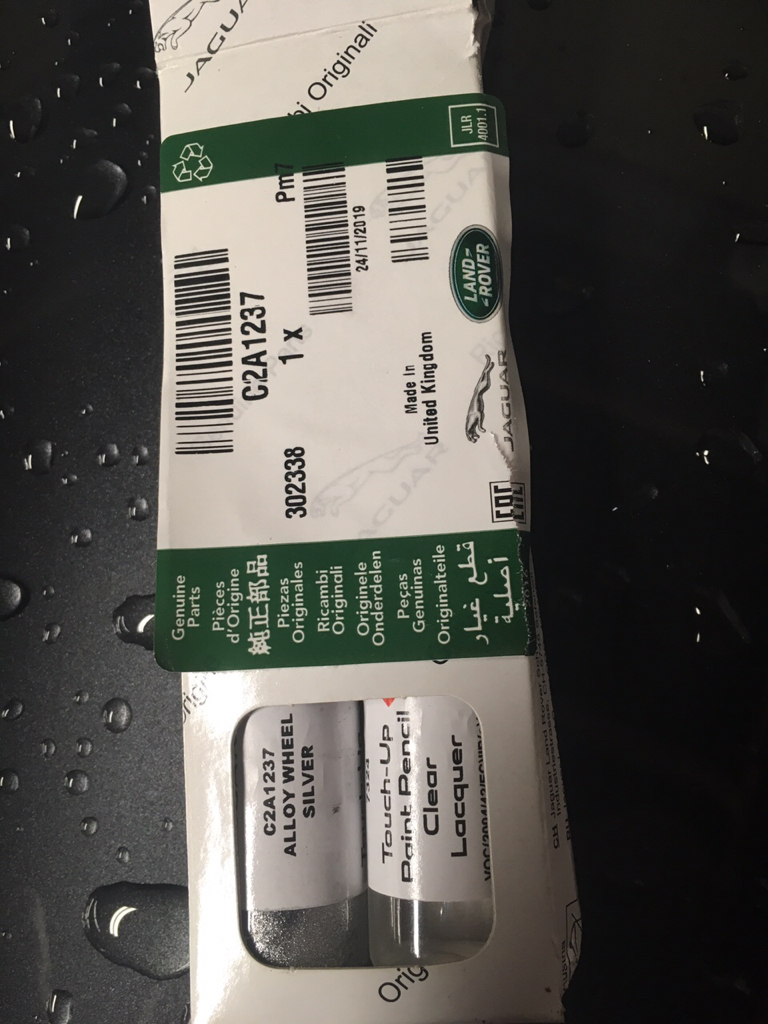 JAGUAR
Originali
JLR
4001.1
Pm7
24/11/2019
C2A1237
1 x
302338
Made In
United Kingdom
LAND-
ROVER
JAGUAR
EAC
Genuine
Parts
Pièces
d'Origine
純正部品
Piezas
Originales
Ricambi
Originali
Originele
Onderdelen
Peças
Genuinas
Originalteile
قطع غيار
أصلية
C2A1237
ALLOY WHEEL
SILVER
Touch-Up
Paint Pencil
Clear
Lacquer